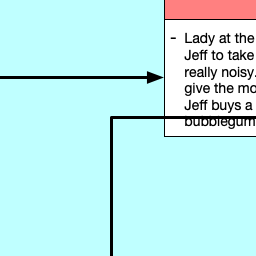 - Lady at the
Jeff to take
really noisy.
give the mo
Jeff buys a
bubblegum